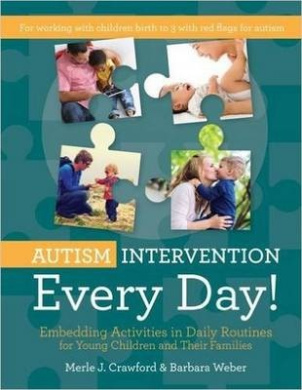 For working with children birth to 3 with red flags for autism
AUTISM INTERVENTION
Every Day!
Embedding Activities in Daily Routines
for Young Children and Their Families
Merle J. Crawford & Barbara Weber